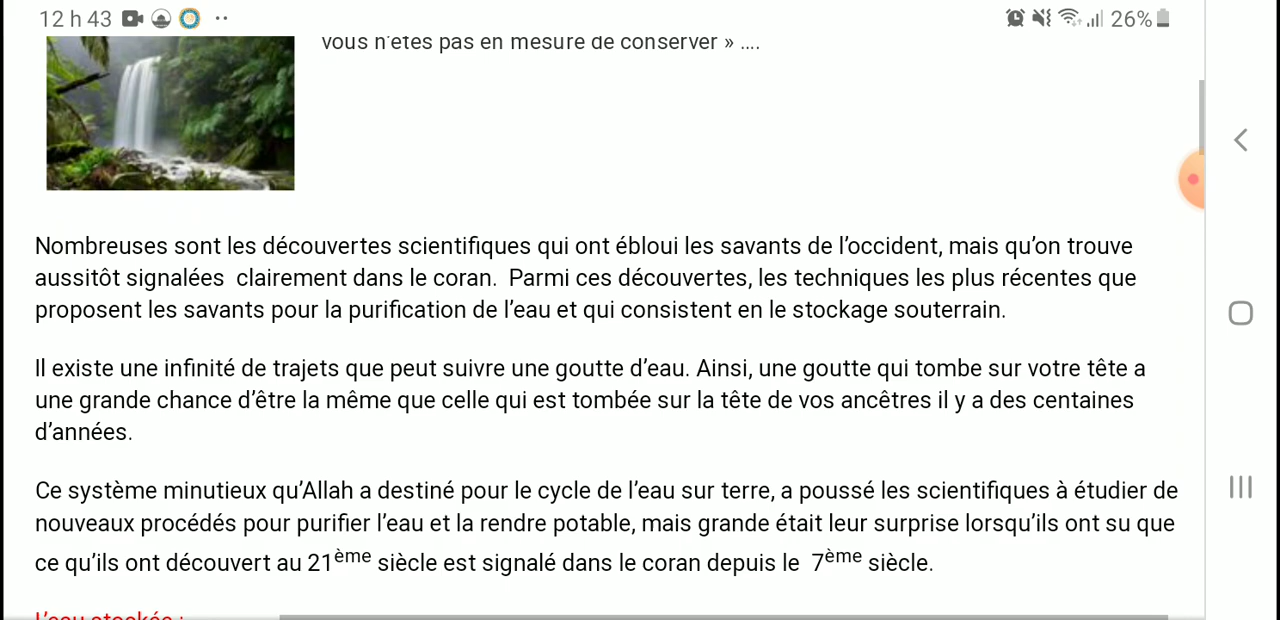 12 h 43
26%
vous n'êtes pas en mesure de conserver » ....
Nombreuses sont les découvertes scientifiques qui ont ébloui les savants de l'occident, mais qu'on trouve
aussitôt signalées  clairement dans le coran.  Parmi ces découvertes, les techniques les plus récentes que
proposent les savants pour la purification de l'eau et qui consistent en le stockage souterrain.
Il existe une infinité de trajets que peut suivre une goutte d'eau. Ainsi, une goutte qui tombe sur votre tête a
une grande chance d'être la même que celle qui est tombée sur la tête de vos ancêtres il y a des centaines
d'années.
Ce système minutieux qu'Allah a destiné pour le cycle de l'eau sur terre, a poussé les scientifiques à étudier de
nouveaux procédés pour purifier l'eau et la rendre potable, mais grande était leur surprise lorsqu'ils ont su que
ce qu'ils ont découvert au 21ème siècle est signalé dans le coran depuis le  7ème siècle.
L'eau stockée :